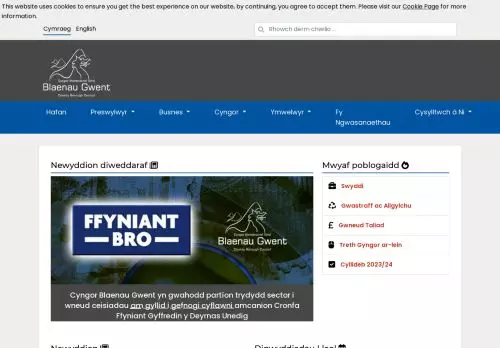 This website uses cookies to ensure you get the best experience on our website, by continuing, you agree to accept them. Please visit our Cookie Page for more
information.
Cymraeg English
Rhowch derm chwilio...
Cyngor Bwrdeistref Sirol
Blaenau Gwent
County Borough Council
Hafan Preswylwyr Busnes Cyngor Ymwelwyr Fy Cysylltwch â Ni
Ngwasanaethau
Newyddion diweddaraf
FFYNIANT
BRO
Cyngor Bwrdeistref Sirol
Blaenau Gwent
County Borough Council
Cyngor Blaenau Gwent yn gwahodd partïon trydydd sector i
wneud ceisiadau am gyllid i gefnogi cyflawni amcanion Cronfa
Ffyniant Gyffredin y Deyrnas Unedig
Mwyaf poblogaidd
Swyddi
Gwastraff ac Ailgylchu
Gwneud Taliad
Treth Gyngor ar-lein
Cyllideb 2023/24